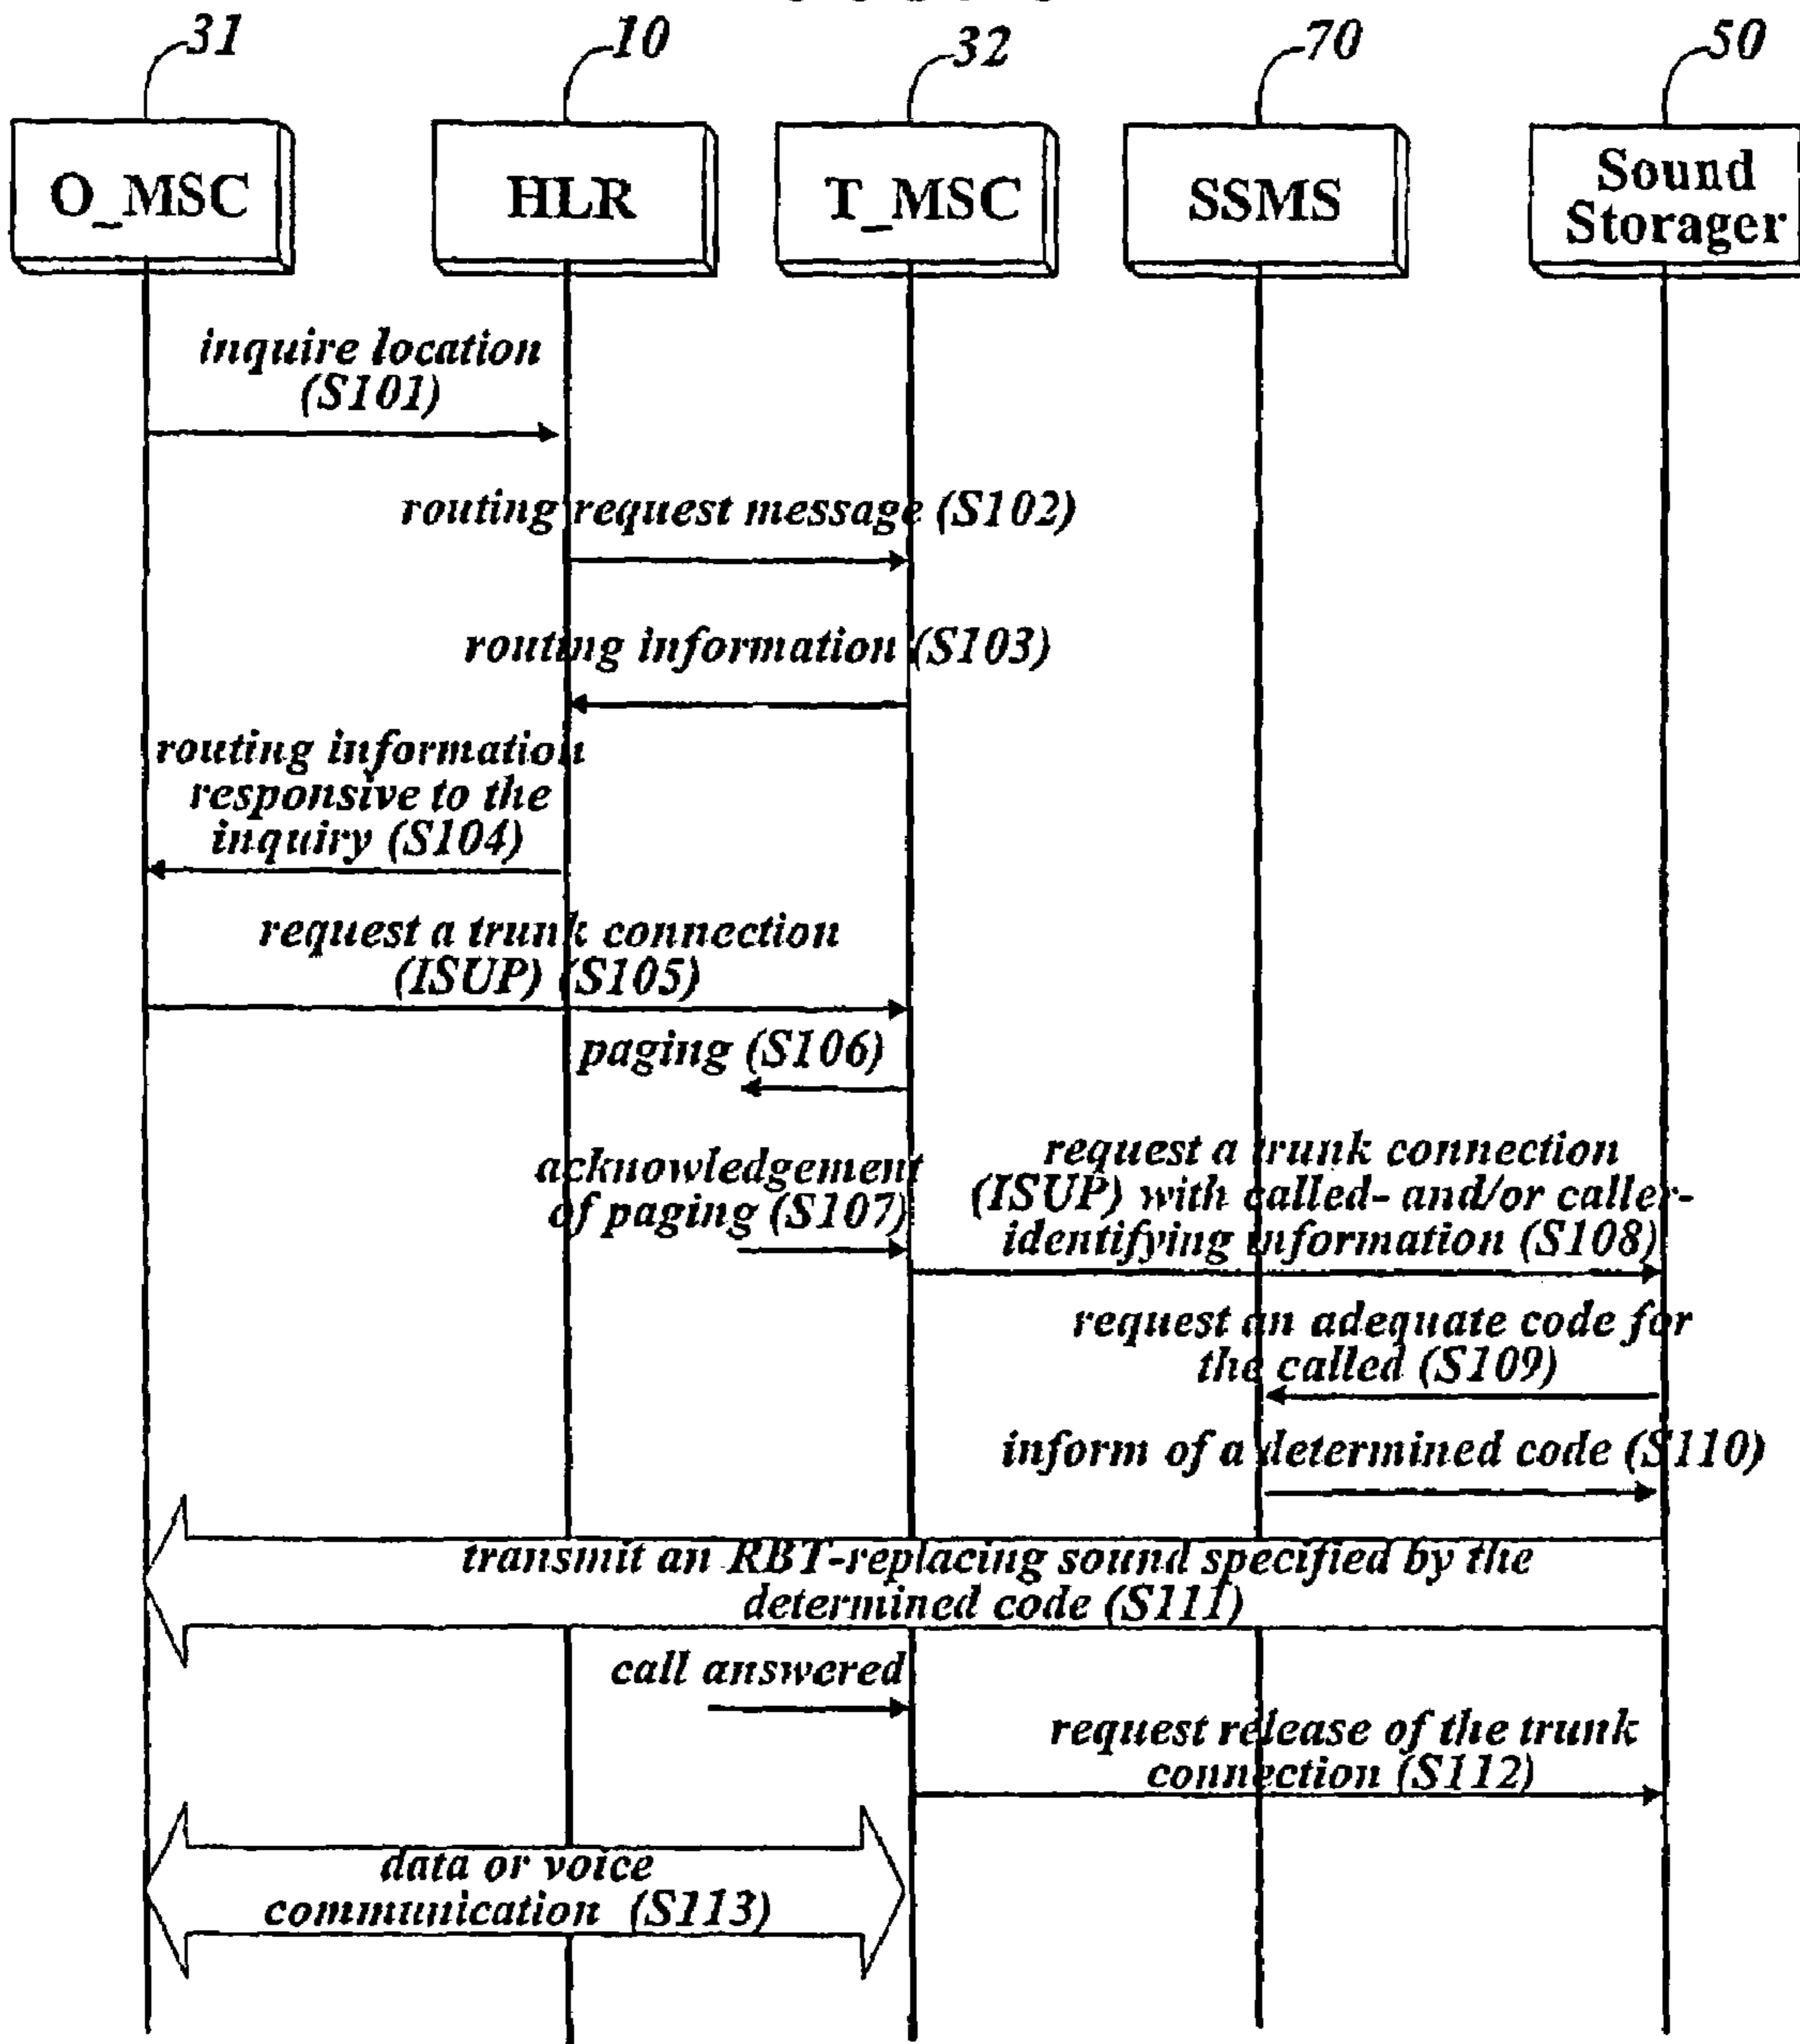 31
10
32
70
50
O_MSC
HLR
T_MSC
SSMS
Sound
Storager
inquire location
(S101)
routing request message (S102)
routing information (S103)
routing information
responsive to the
inquiry (S104)
request a trunk connection
(ISUP) (S105)
paging (S106)
acknowledgement
of paging (S107)
request a trunk connection
(ISUP) with called- and/or caller-
identifying information (S108)
request an adequate code for
the called (S109)
inform of a determined code (S110)
transmit an RBT-replacing sound specified by the
determined code (S111)
call answered
request release of the trunk
connection (S112)
data or voice
communication (S113)